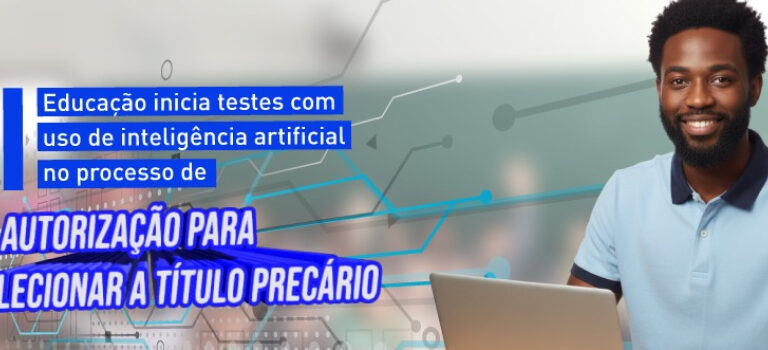 Educação inicia testes com
uso de inteligência artificial
no processo de
AUTORIZAÇÃO PARA
LECIONAR A TÍTULO PRECÁRIO